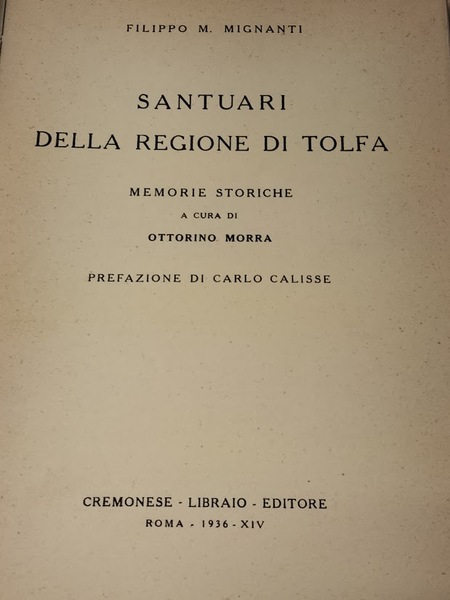 FILIPPO M. MIGNANTI
SANTUARI
DELLA REGIONE DI TOLFA
MEMORIE STORICHE
A CURA DI
OTTORINO MORRA
PREFAZIONE DI CARLO CALISSE
CREMONESE - LIBRAIO - EDITORE
ROMA - 1936 - XIV